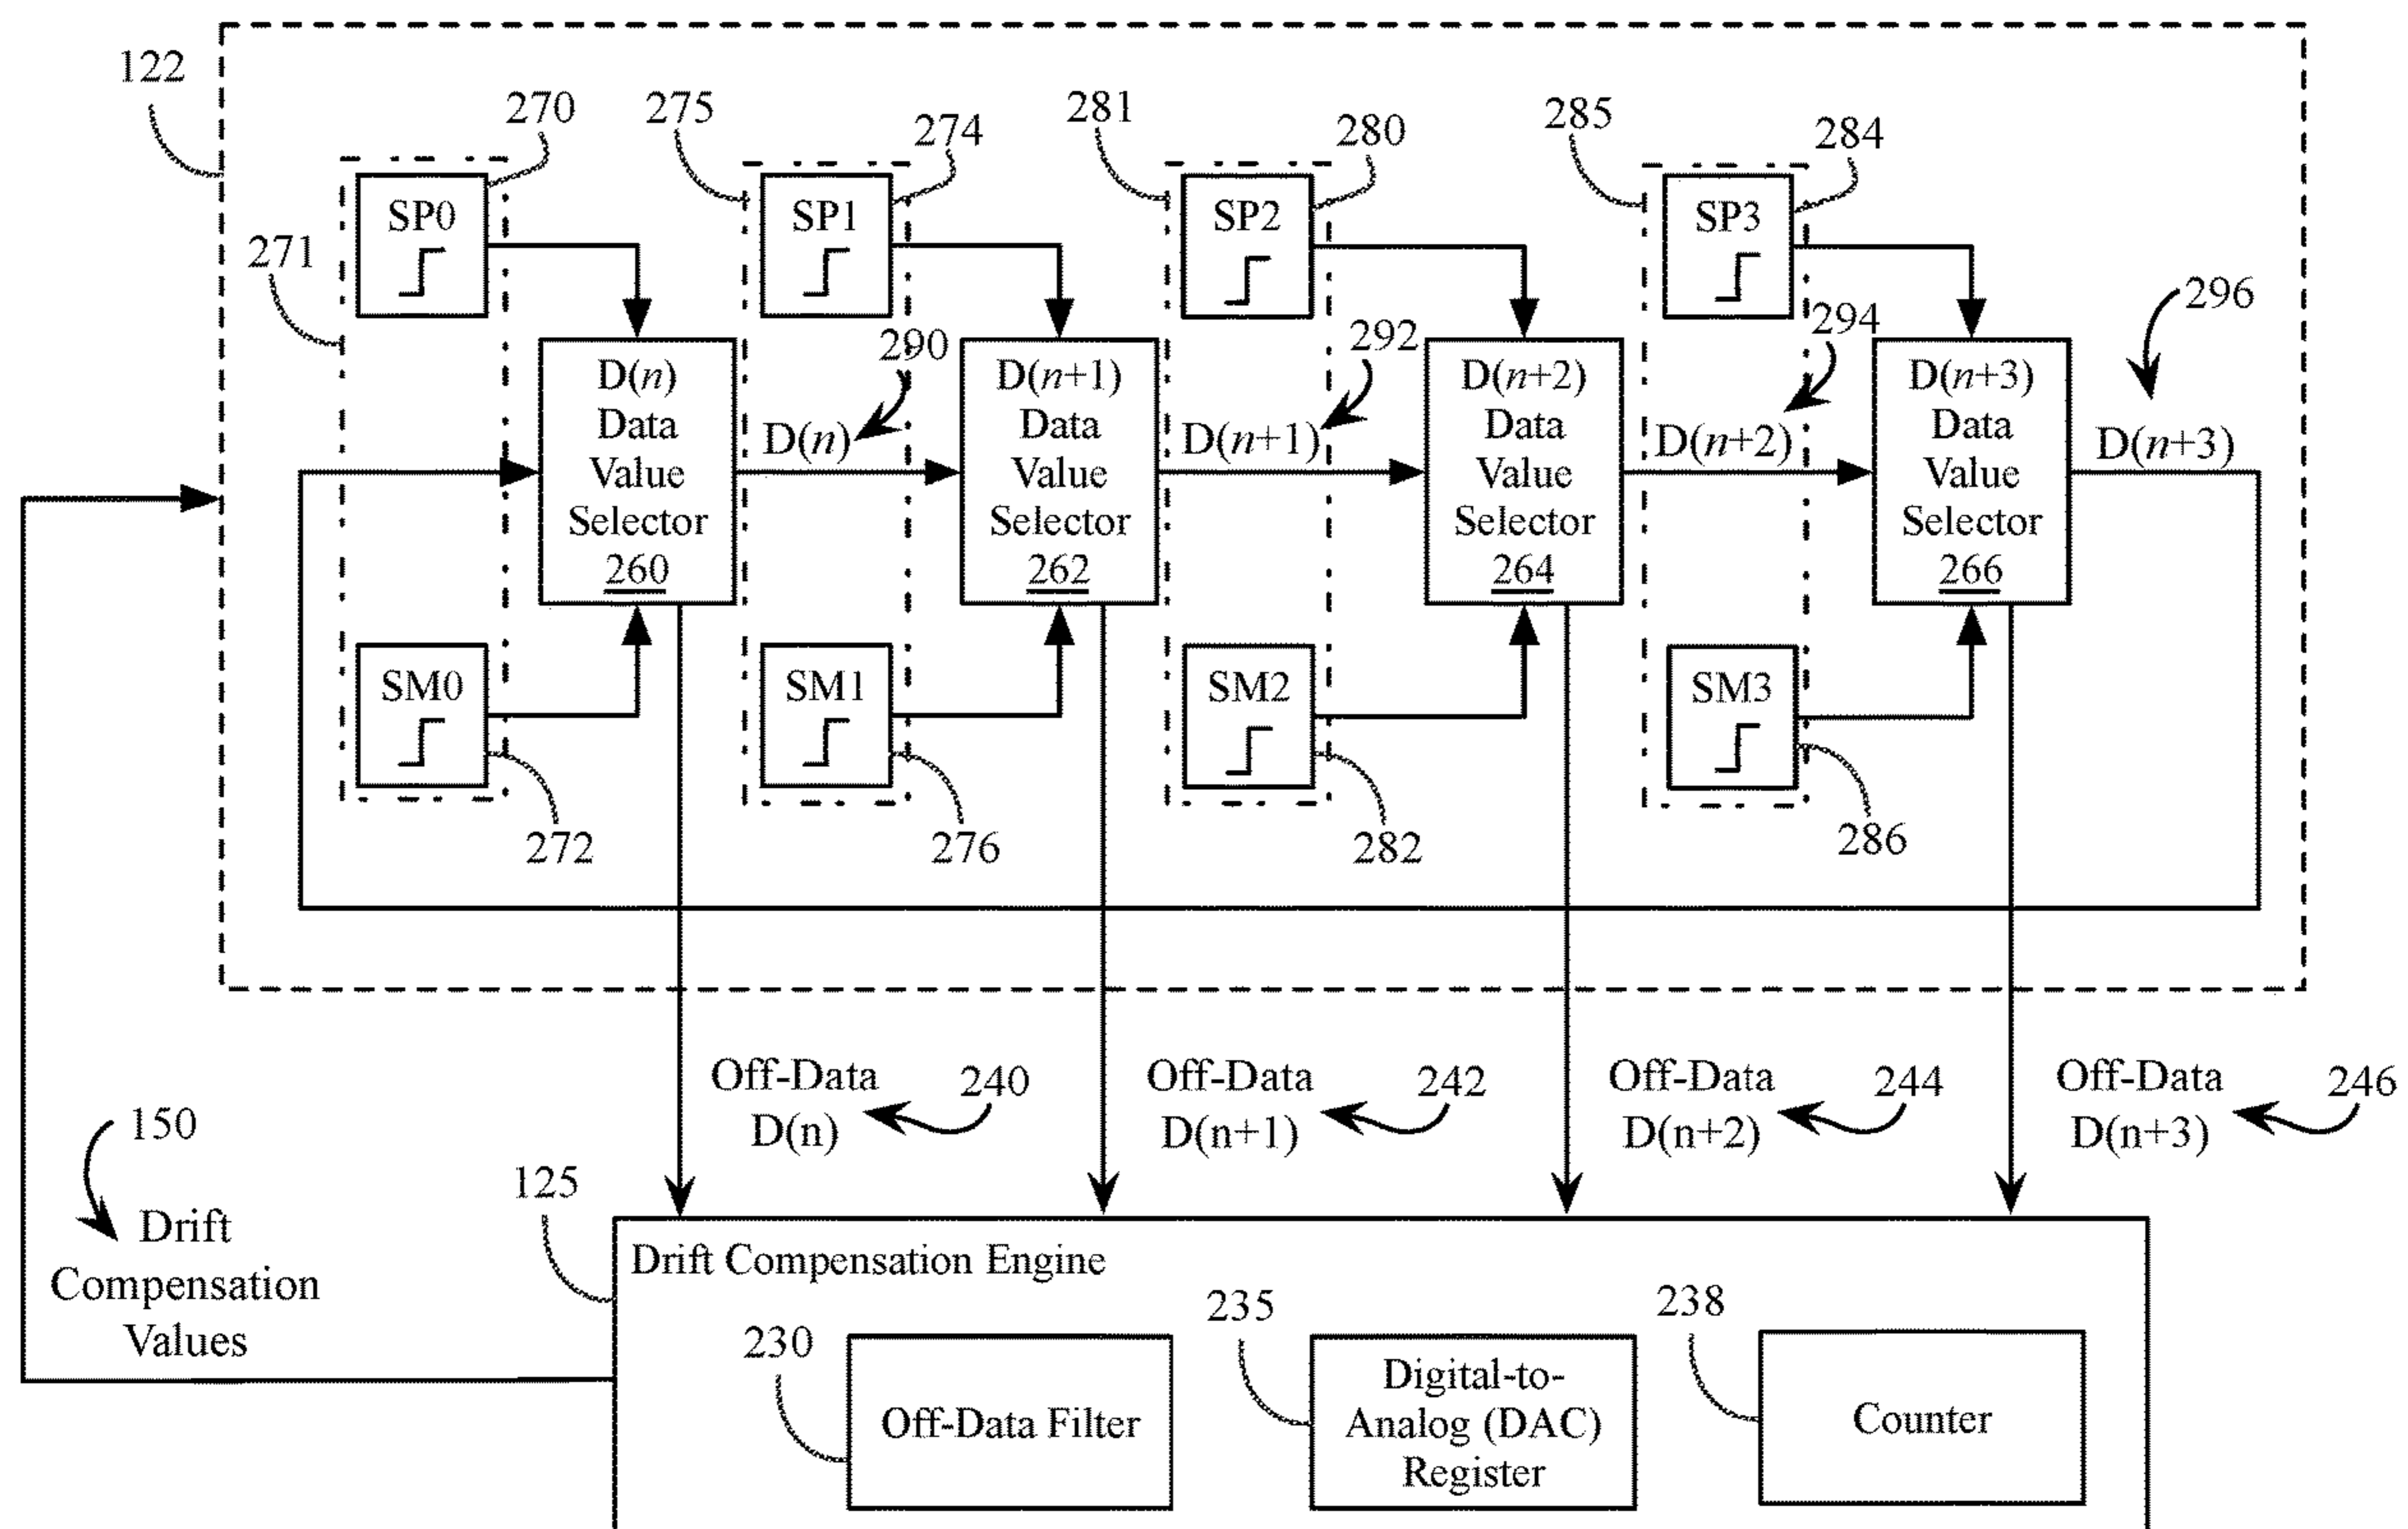 122
270
275
274
281
280
285
284
SP0
SP1
SP2
SP3
271
290
292
294
296
D(n)
Data
Value
Selector
260
D(n)
D(n+1)
Data
Value
Selector
262
D(n+1)
D(n+2)
Data
Value
Selector
264
D(n+2)
D(n+3)
Data
Value
Selector
266
D(n+3)
SM0
SM1
SM2
SM3
272
276
282
286
Off-Data
D(n)
240
Off-Data
D(n+1)
242
Off-Data
D(n+2)
244
Off-Data
D(n+3)
246
150
Drift
Compensation
Values
125
Drift Compensation Engine
230
Off-Data Filter
235
Digital-to-
Analog (DAC)
Register
238
Counter